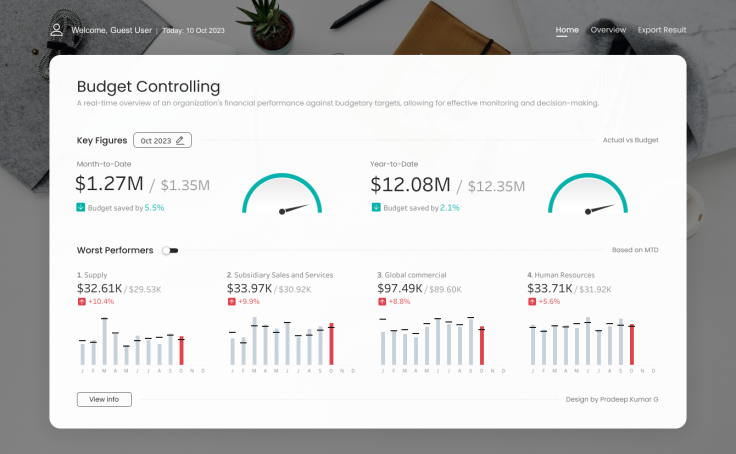 Welcome, Guest User | Today: 10 Oct 2023
Home Overview Export Result
Budget Controlling
A real-time overview of an organization's financial performance against budgetary targets, allowing for effective monitoring and decision-making.
Key Figures Oct 2023 Actual vs Budget
Month-to-Date
$1.27M / $1.35M
Budget saved by 5.5%
Year-to-Date
$12.08M / $12.35M
Budget saved by 2.1%
Worst Performers Based on MTD
1. Supply
$32.61K / $29.53K
+10.4%
J F M A M J J A S O N D
2. Subsidiary Sales and Services
$33.97K / $30.92K
+9.9%
J F M A M J J A S O N D
3. Global commercial
$97.49K / $89.60K
+8.8%
J F M A M J J A S O N D
4. Human Resources
$33.71K / $31.92K
+5.6%
J F M A M J J A S O N D
View info Design by Pradeep Kumar G